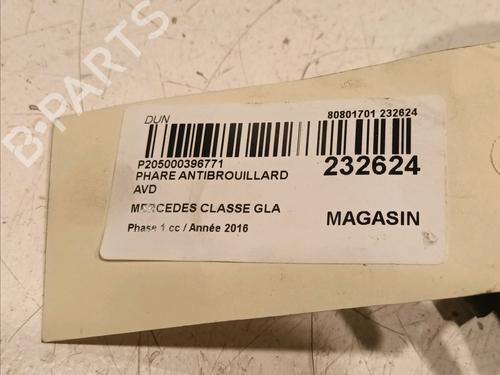 B-PARTS
DUN
80801701 232624
P205000396771
232624
PHARE ANTIBROUILLARD
AVD
MERCEDES CLASSE GLA
MAGASIN
Phase 1 cc / Année 2016